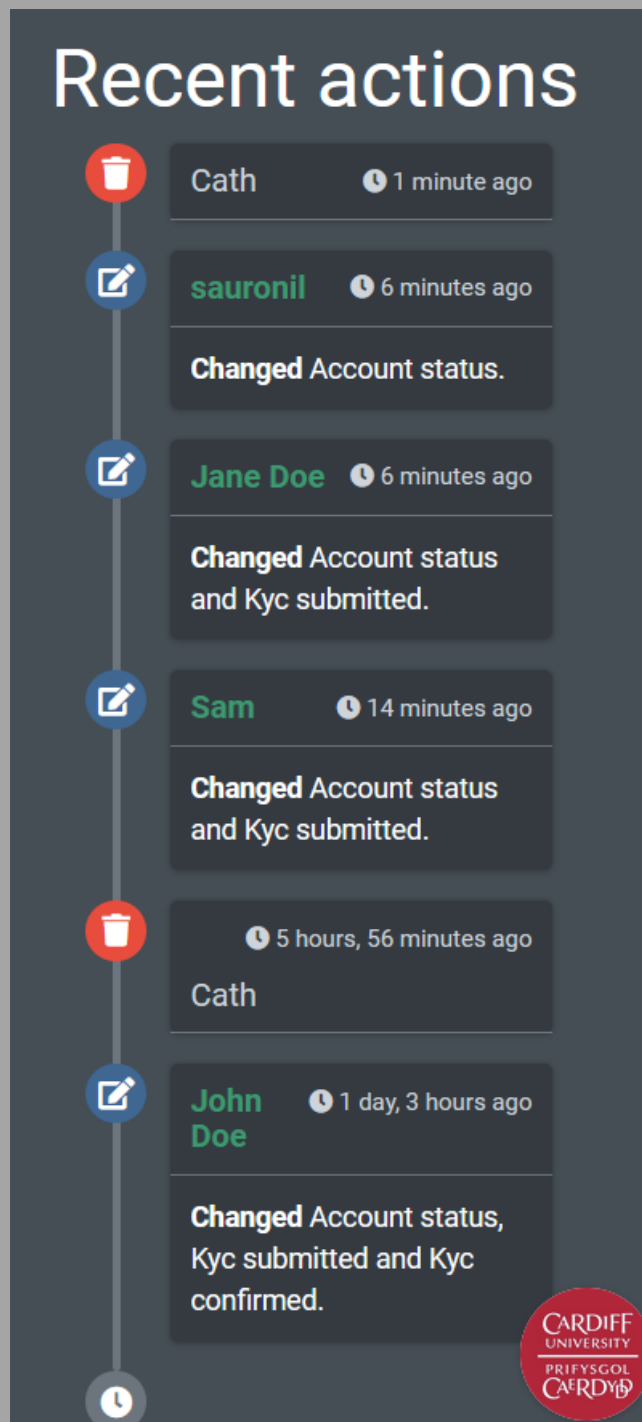 Recent actions
Cath 1 minute ago
sauronil 6 minutes ago
Changed Account status.
Jane Doe 6 minutes ago
Changed Account status
and Kyc submitted.
Sam 14 minutes ago
Changed Account status
and Kyc submitted.
5 hours, 56 minutes ago
Cath
John 1 day, 3 hours ago
Doe
Changed Account status,
Kyc submitted and Kyc
confirmed.
CARDIFF
UNIVERSITY
PRIFYSGOL
CAERDYDD